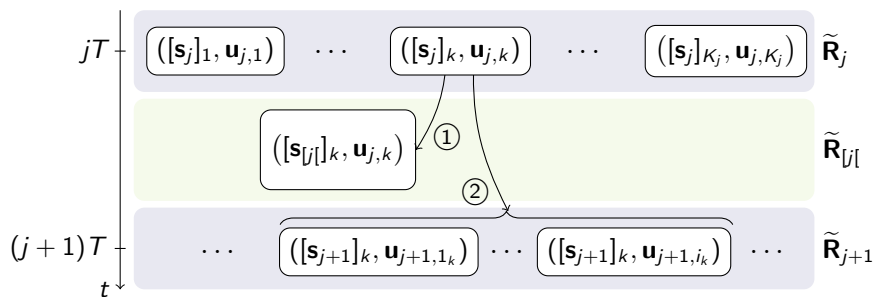 jT ([s_j]_1, u_{j,1}) ··· ([s_j]_k, u_{j,k}) ··· ([s_j]_{K_j}, u_{j,K_j}) R̃_j
([s_{[j[}]_k, u_{j,k}) ① R̃_{[j[}
②
(j + 1)T ··· ([s_{j+1}]_k, u_{j+1,1_k}) ··· ([s_{j+1}]_k, u_{j+1,i_k}) ··· R̃_{j+1}
t